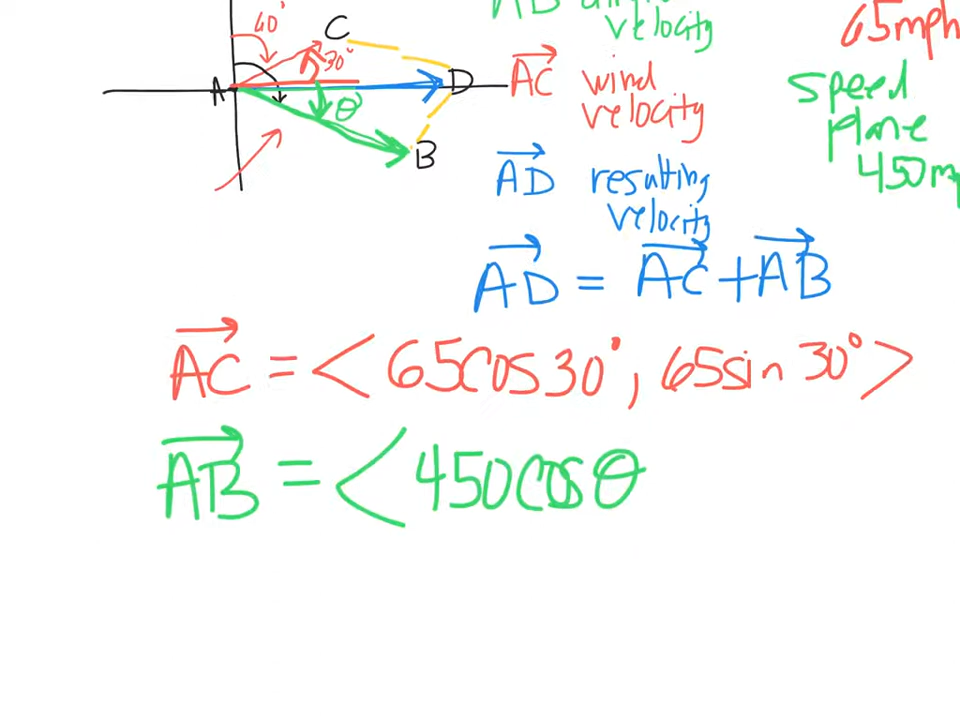 60°
C
30°
A
D
θ
B
velocity
AC wind
velocity
AD resulting
velocity
65mph
speed
plane
AD = AC + AB
AC = < 65cos30°, 65sin 30° >
AB = < 450cosθ